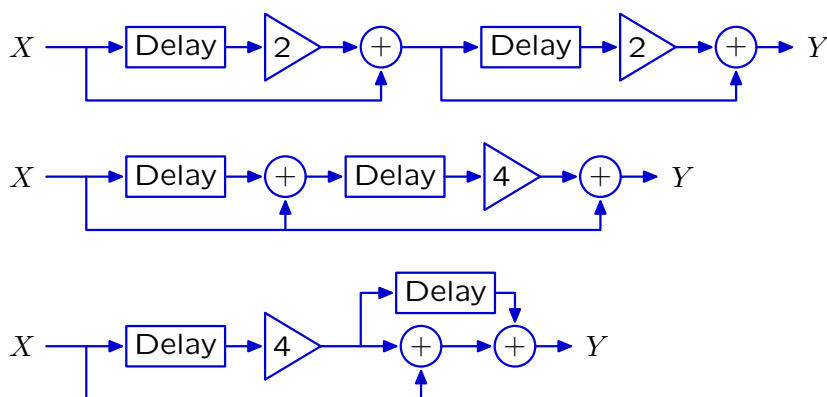 X Delay 2 + Delay 2 + Y
X Delay + Delay 4 + Y
Delay
X Delay 4 + + Y